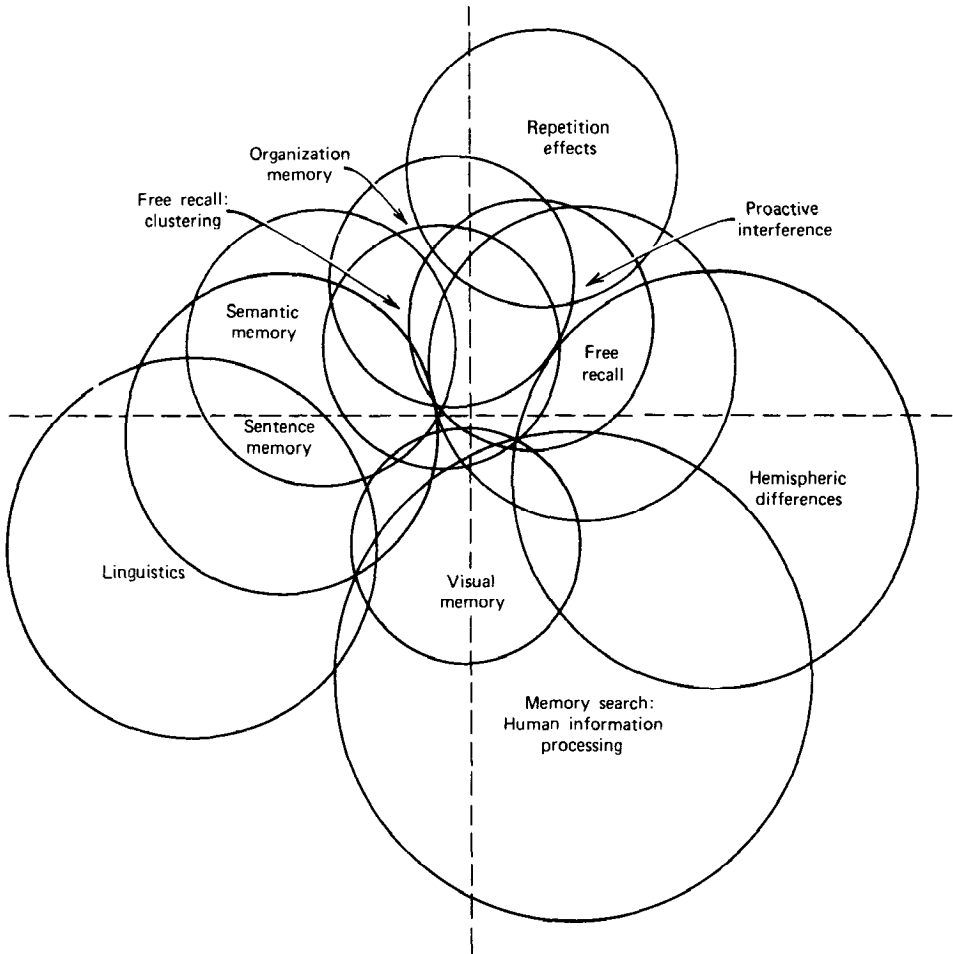 Repetition
effects
Organization
memory
Free recall:
clustering
Proactive
interference
Semantic
memory
Free
recall
Sentence
memory
Hemispheric
differences
Linguistics
Visual
memory
Memory search:
Human information
processing